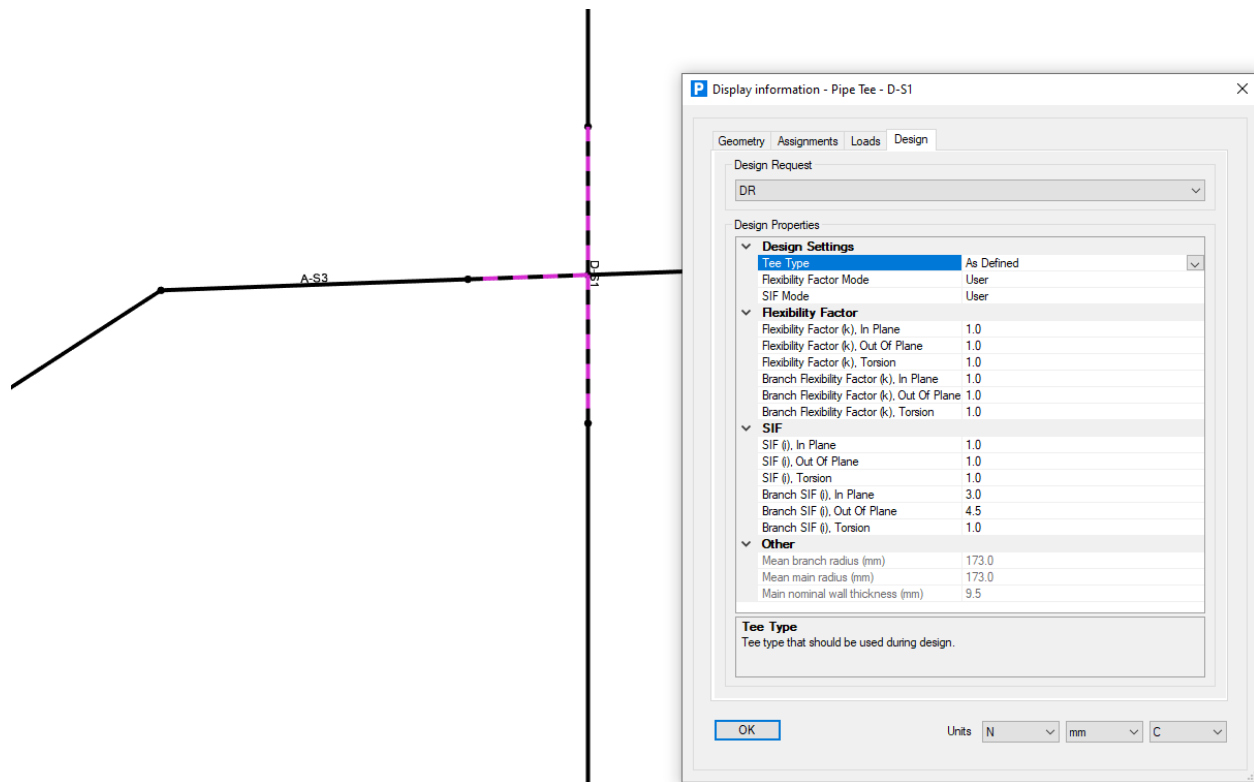 A-S3
D-S1
P Display information - Pipe Tee - D-S1
Geometry Assignments Loads Design
Design Request
DR
Design Properties
Design Settings
Tee Type As Defined
Flexibility Factor Mode User
SIF Mode User
Flexibility Factor
Flexibility Factor (k), In Plane 1.0
Flexibility Factor (k), Out Of Plane 1.0
Flexibility Factor (k), Torsion 1.0
Branch Flexibility Factor (k), In Plane 1.0
Branch Flexibility Factor (k), Out Of Plane 1.0
Branch Flexibility Factor (k), Torsion 1.0
SIF
SIF (i), In Plane 1.0
SIF (i), Out Of Plane 1.0
SIF (i), Torsion 1.0
Branch SIF (i), In Plane 3.0
Branch SIF (i), Out Of Plane 4.5
Branch SIF (i), Torsion 1.0
Other
Mean branch radius (mm) 173.0
Mean main radius (mm) 173.0
Main nominal wall thickness (mm) 9.5
Tee Type
Tee type that should be used during design.
OK Units N mm C